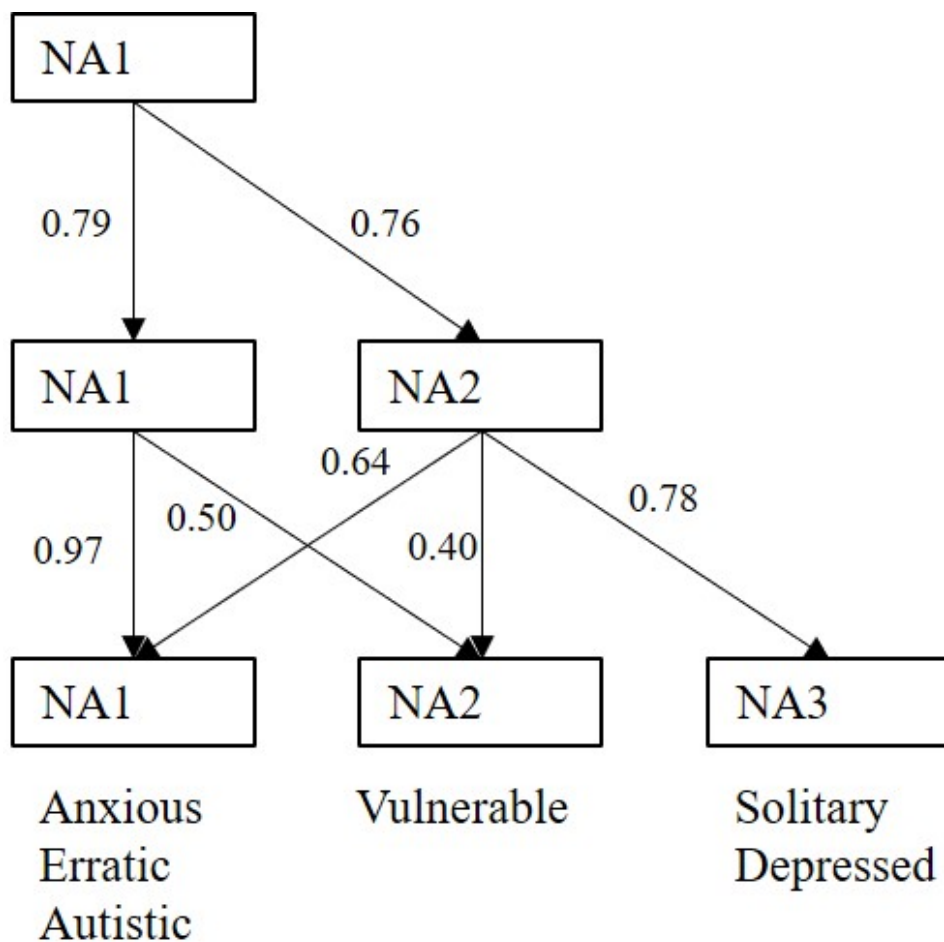 NA1
0.79
0.76
NA1
NA2
0.64
0.78
0.50
0.97
0.40
NA1
NA2
NA3
Anxious
Erratic
Autistic
Vulnerable
Solitary
Depressed